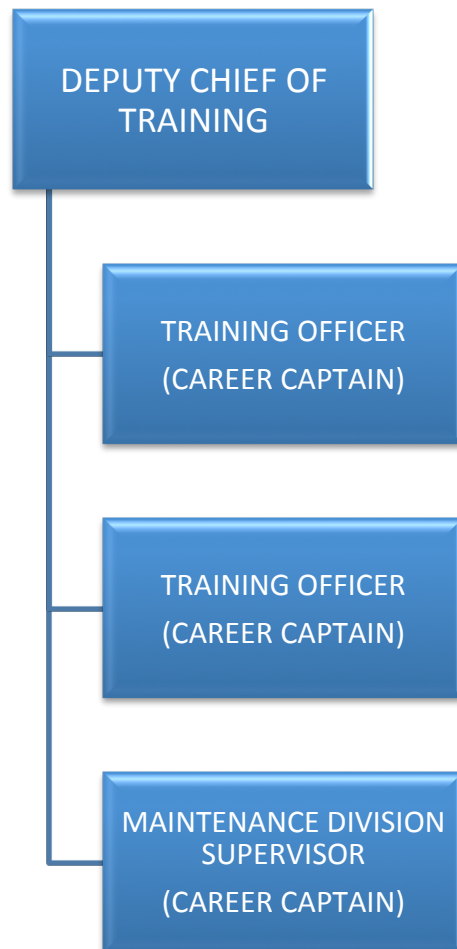 DEPUTY CHIEF OF
TRAINING
TRAINING OFFICER
(CAREER CAPTAIN)
TRAINING OFFICER
(CAREER CAPTAIN)
MAINTENANCE DIVISION
SUPERVISOR
(CAREER CAPTAIN)